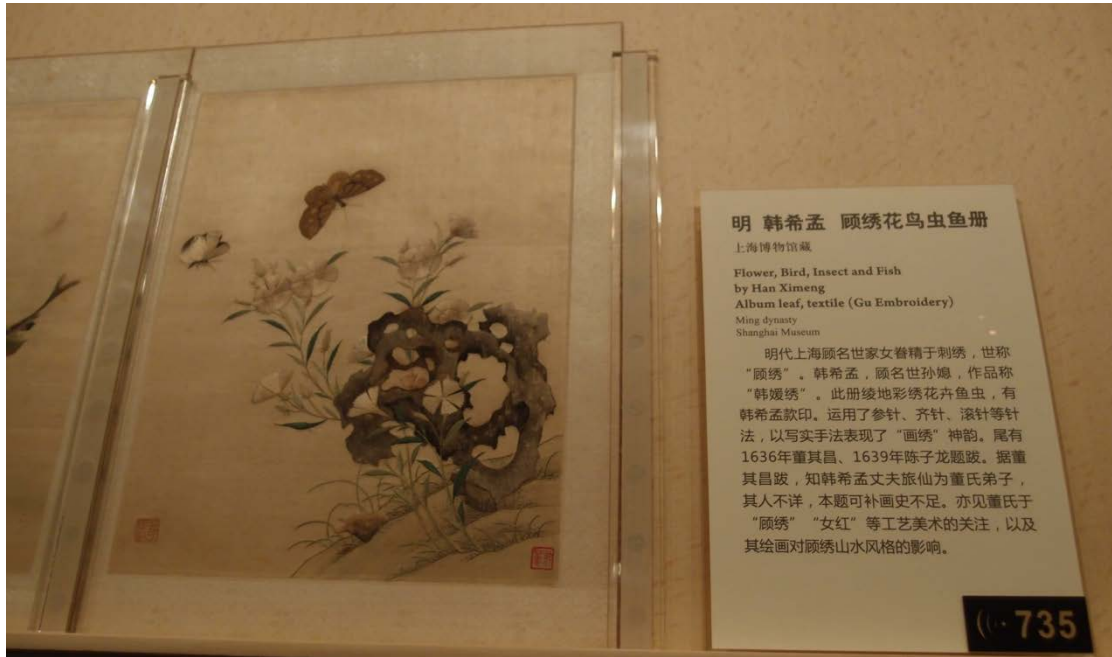 明 韩希孟 顾绣花鸟虫鱼册
上海博物馆藏
Flower, Bird, Insect and Fish
by Han Ximeng
Album leaf, textile (Gu Embroidery)
Ming dynasty
Shanghai Museum
明代上海顾名世家女眷精于刺绣，世称
“顾绣”。韩希孟，顾名世孙媳，作品称
“韩媛绣”。此册绫地彩绣花卉鱼虫，有
韩希孟款印。运用了参针、齐针、滚针等针
法，以写实手法表现了“画绣”神韵。尾有
1636年董其昌、1639年陈子龙题跋。据董
其昌跋，知韩希孟丈夫旅仙为董氏弟子，
其人不详，本题可补画史不足。亦见董氏于
“顾绣”“女红”等工艺美术的关注，以及
其绘画对顾绣山水风格的影响。
735